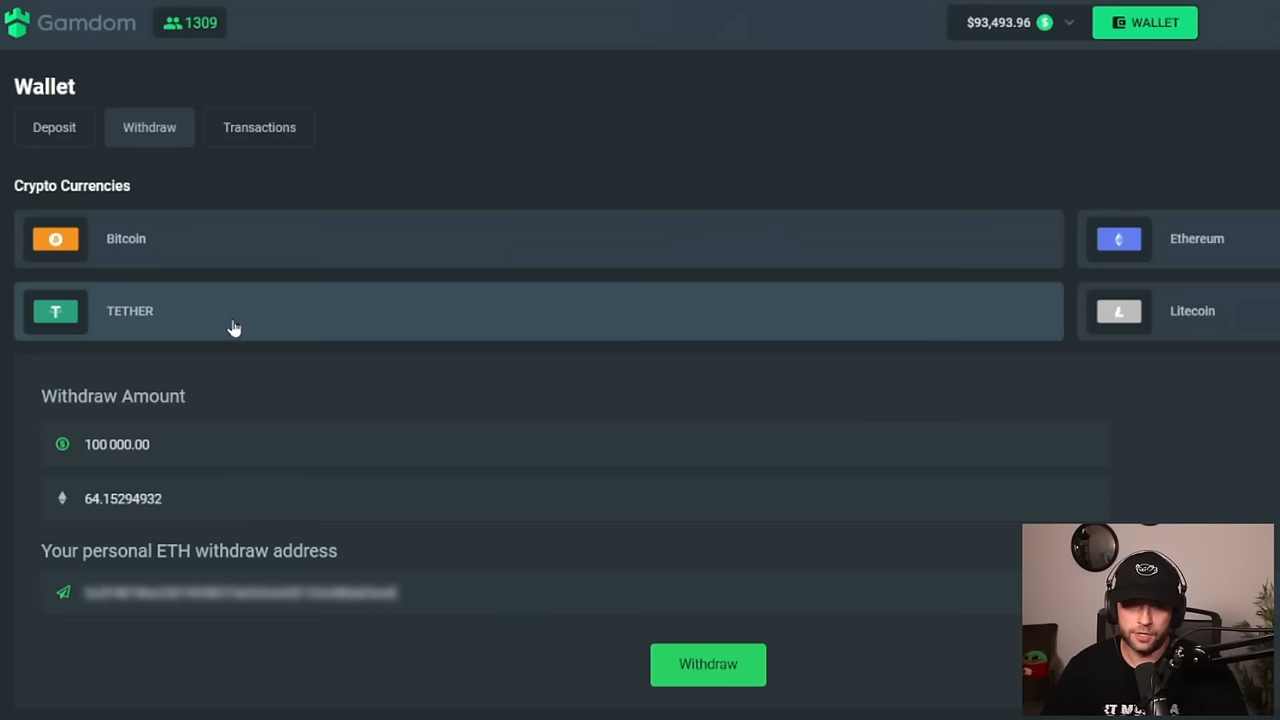 Gamdom
1309
$93,493.96
WALLET
Wallet
Deposit
Withdraw
Transactions
Crypto Currencies
Bitcoin
Ethereum
TETHER
Litecoin
Withdraw Amount
100 000.00
64.15294932
Your personal ETH withdraw address
Withdraw